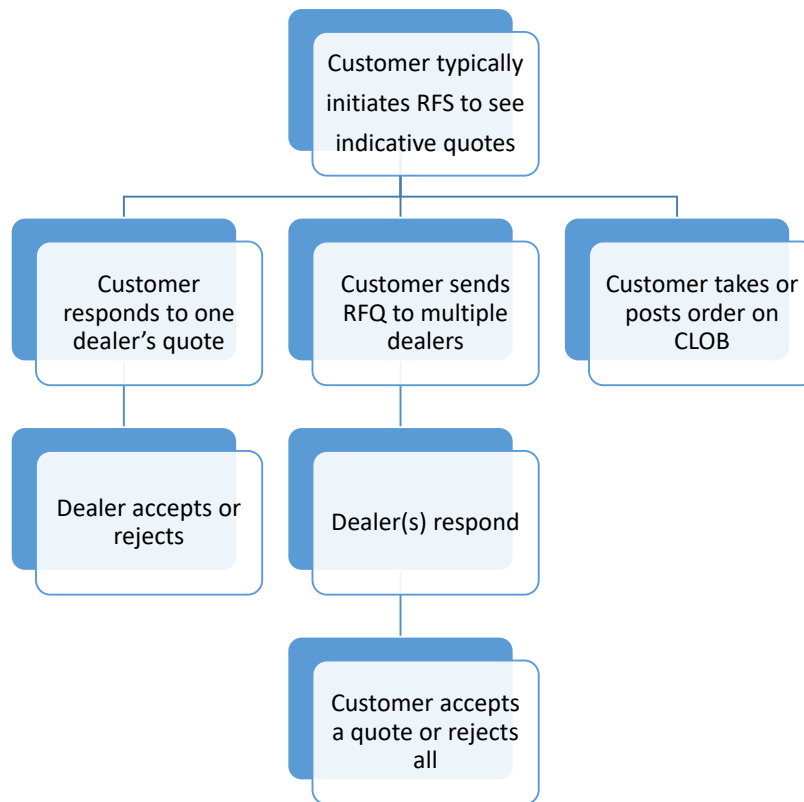 Customer typically
initiates RFS to see
indicative quotes
Customer
responds to one
dealer’s quote
Customer sends
RFQ to multiple
dealers
Customer takes or
posts order on
CLOB
Dealer accepts or
rejects
Dealer(s) respond
Customer accepts
a quote or rejects
all